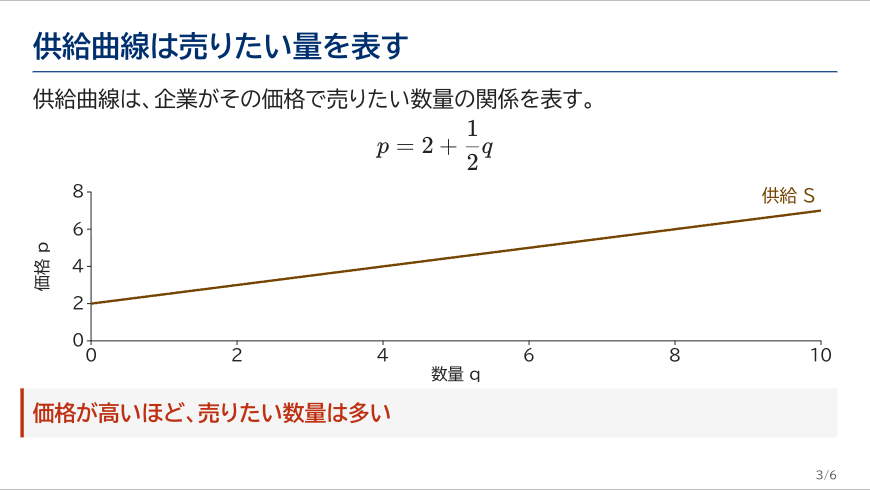 供給曲線は売りたい量を表す
供給曲線は、企業がその価格で売りたい数量の関係を表す。
p = 2 + \frac{1}{2}q
供給 S
8
6
4
2
0
価格 p
0 2 4 6 8 10
数量 q
価格が高いほど、売りたい数量は多い
3/6